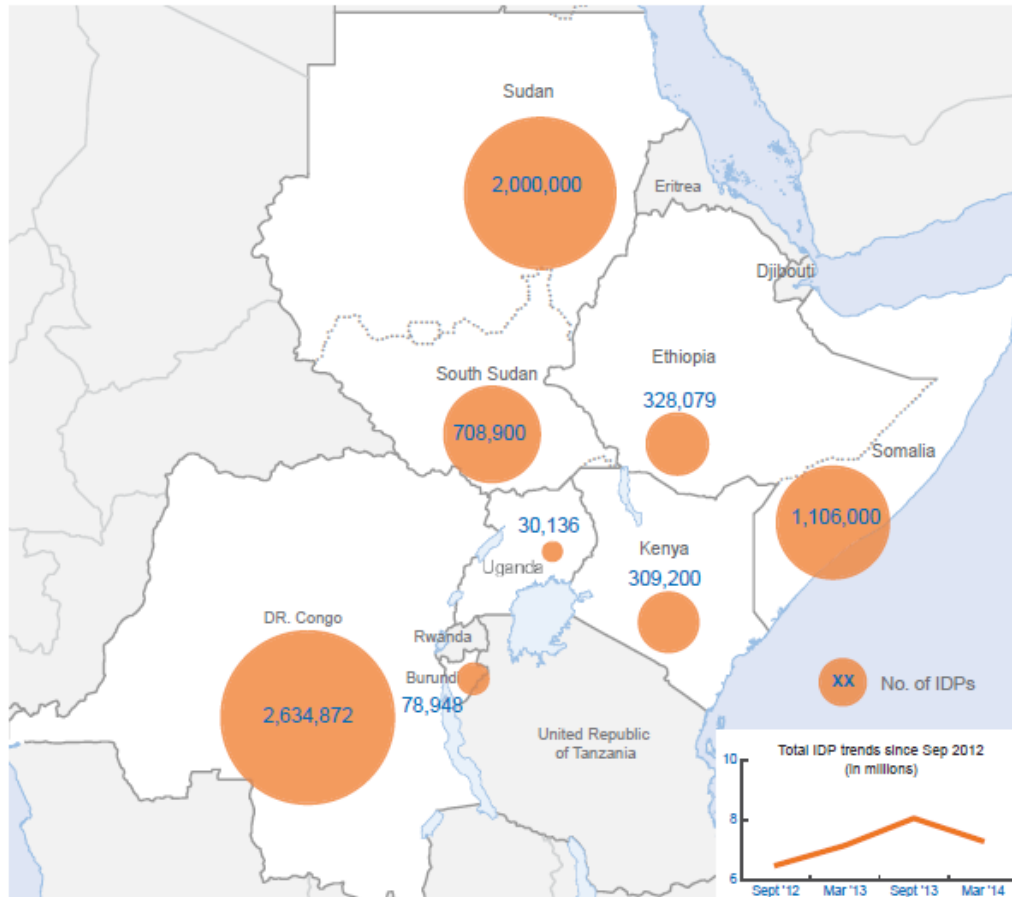 Sudan
2,000,000
Eritrea
Djibouti
Ethiopia
328,079
South Sudan
708,900
Somalia
1,106,000
30,136
Uganda
Kenya
309,200
DR. Congo
2,634,872
Rwanda
Burundi
78,948
United Republic
of Tanzania
XX No. of IDPs
Total IDP trends since Sep 2012
(in millions)
10
8
6
Sept '12 Mar '13 Sept '13 Mar '14